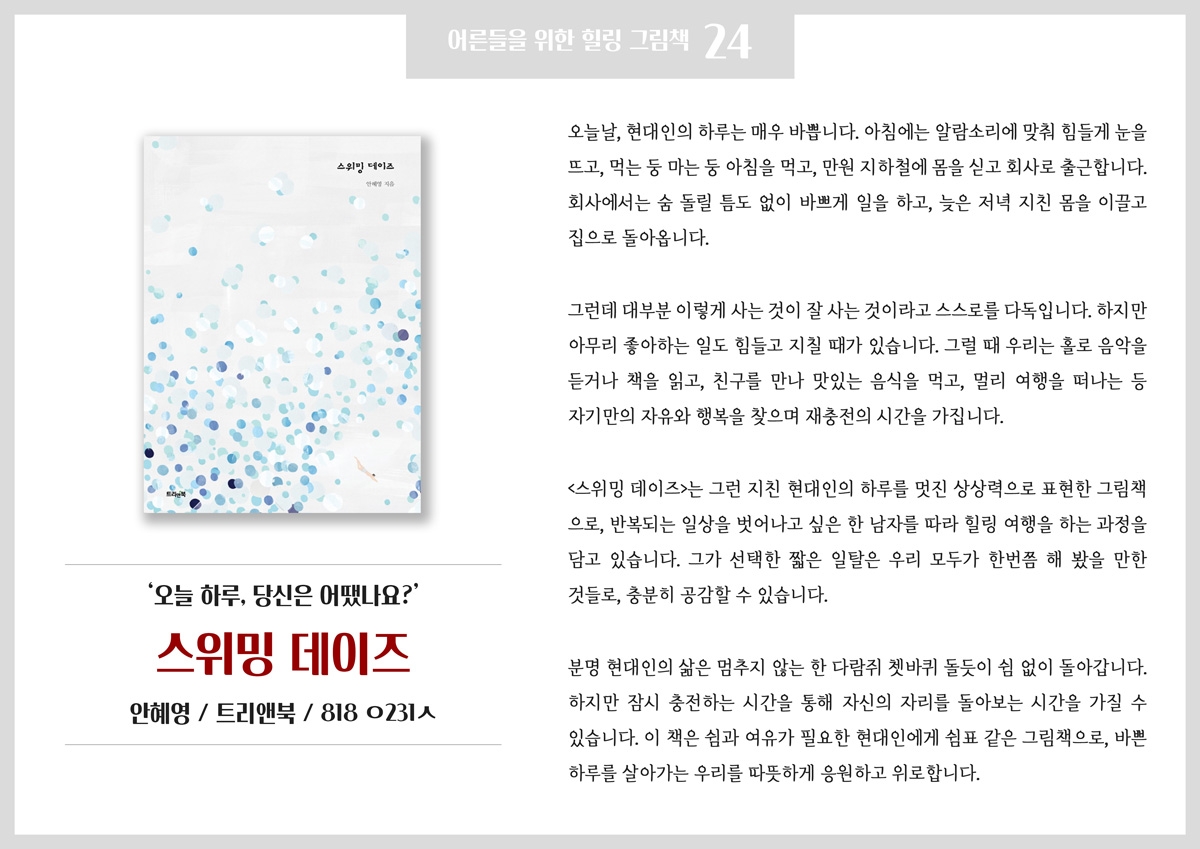 어른들을 위한 힐링 그림책 24
스위밍 데이즈
안혜영 지음
트리앤북
‘오늘 하루, 당신은 어땠나요?’
스위밍 데이즈
안혜영 / 트리앤북 / 818 ㅇ231ㅅ
오늘날, 현대인의 하루는 매우 바쁩니다. 아침에는 알람소리에 맞춰 힘들게 눈을
뜨고, 먹는 둥 마는 둥 아침을 먹고, 만원 지하철에 몸을 싣고 회사로 출근합니다.
회사에서는 숨 돌릴 틈도 없이 바쁘게 일을 하고, 늦은 저녁 지친 몸을 이끌고
집으로 돌아옵니다.
그런데 대부분 이렇게 사는 것이 잘 사는 것이라고 스스로를 다독입니다. 하지만
아무리 좋아하는 일도 힘들고 지칠 때가 있습니다. 그럴 때 우리는 홀로 음악을
듣거나 책을 읽고, 친구를 만나 맛있는 음식을 먹고, 멀리 여행을 떠나는 등
자기만의 자유와 행복을 찾으며 재충전의 시간을 가집니다.
<스위밍 데이즈>는 그런 지친 현대인의 하루를 멋진 상상력으로 표현한 그림책
으로, 반복되는 일상을 벗어나고 싶은 한 남자를 따라 힐링 여행을 하는 과정을
담고 있습니다. 그가 선택한 짧은 일탈은 우리 모두가 한번쯤 해 봤을 만한
것들로, 충분히 공감할 수 있습니다.
분명 현대인의 삶은 멈추지 않는 한 다람쥐 쳇바퀴 돌듯이 쉼 없이 돌아갑니다.
하지만 잠시 충전하는 시간을 통해 자신의 자리를 돌아보는 시간을 가질 수
있습니다. 이 책은 쉼과 여유가 필요한 현대인에게 쉼표 같은 그림책으로, 바쁜
하루를 살아가는 우리를 따뜻하게 응원하고 위로합니다.